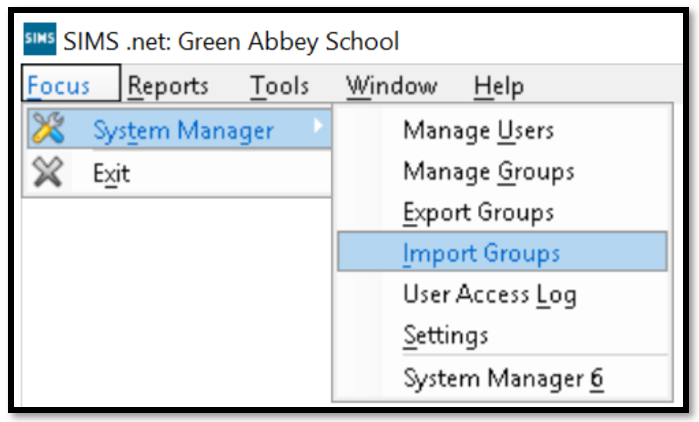 SIMS SIMS .net: Green Abbey School
Focus Reports Tools Window Help
System Manager
Exit
Manage Users
Manage Groups
Export Groups
Import Groups
User Access Log
Settings
System Manager 6